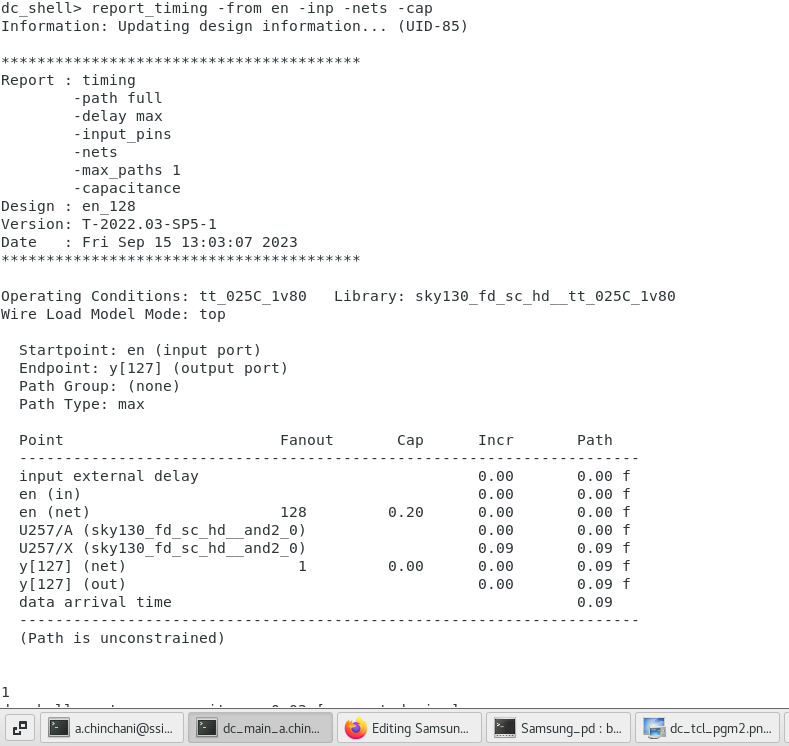 dc_shell> report_timing -from en -inp -nets -cap
Information: Updating design information... (UID-85)
****************************************
Report : timing
-path full
-delay max
-input_pins
-nets
-max_paths 1
-capacitance
Design : en_128
Version: T-2022.03-SP5-1
Date   : Fri Sep 15 13:03:07 2023
****************************************
Operating Conditions: tt_025C_1v80   Library: sky130_fd_sc_hd__tt_025C_1v80
Wire Load Model Mode: top
Startpoint: en (input port)
Endpoint: y[127] (output port)
Path Group: (none)
Path Type: max
Point                        Fanout       Cap      Incr       Path
---------------------------------------------------------------------
input external delay                               0.00       0.00 f
en (in)                                            0.00       0.00 f
en (net)                     128         0.20      0.00       0.00 f
U257/A (sky130_fd_sc_hd__and2_0)                   0.00       0.00 f
U257/X (sky130_fd_sc_hd__and2_0)                   0.09       0.09 f
y[127] (net)                   1         0.00      0.00       0.09 f
y[127] (out)                                       0.00       0.09 f
data arrival time                                             0.09
---------------------------------------------------------------------
(Path is unconstrained)
1
a.chinchani@ssi... dc_main_a.chin... Editing Samsun... Samsung_pd : b... dc_tcl_pgm2.pn...